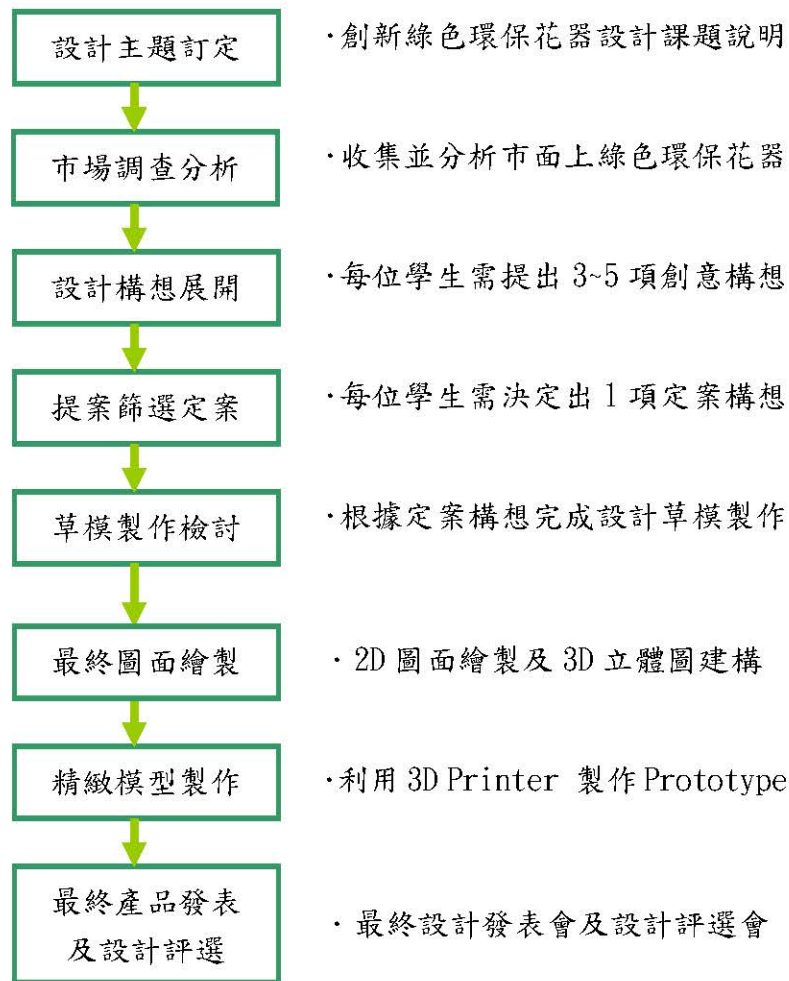 設計主題訂定
·創新綠色環保花器設計課題說明
市場調查分析
·收集並分析市面上綠色環保花器
設計構想展開
·每位學生需提出 3~5 項創意構想
提案篩選定案
·每位學生需決定出 1 項定案構想
草模製作檢討
·根據定案構想完成設計草模製作
最終圖面繪製
· 2D 圖面繪製及 3D 立體圖建構
精緻模型製作
·利用 3D Printer 製作 Prototype
最終產品發表
及設計評選
· 最終設計發表會及設計評選會